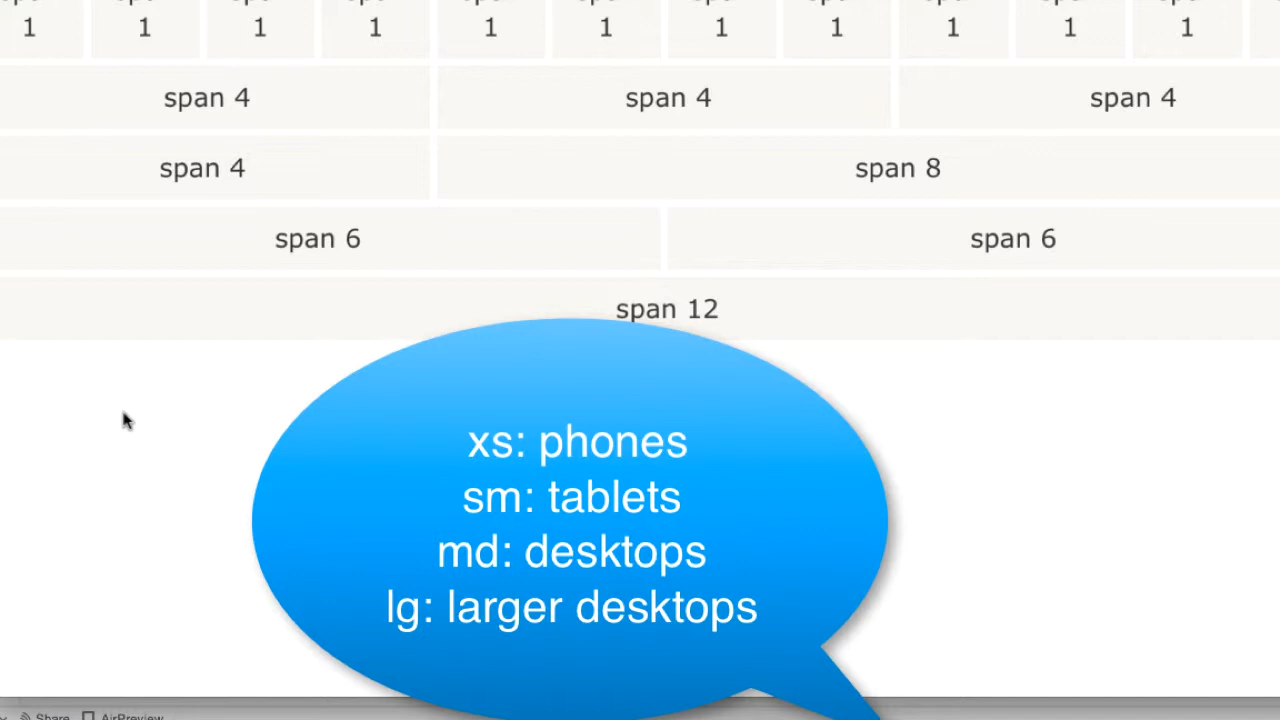 1 1 1 1 1 1 1 1 1 1 1
span 4 span 4 span 4
span 4 span 8
span 6 span 6
span 12
xs: phones
sm: tablets
md: desktops
lg: larger desktops
Share AirPreview